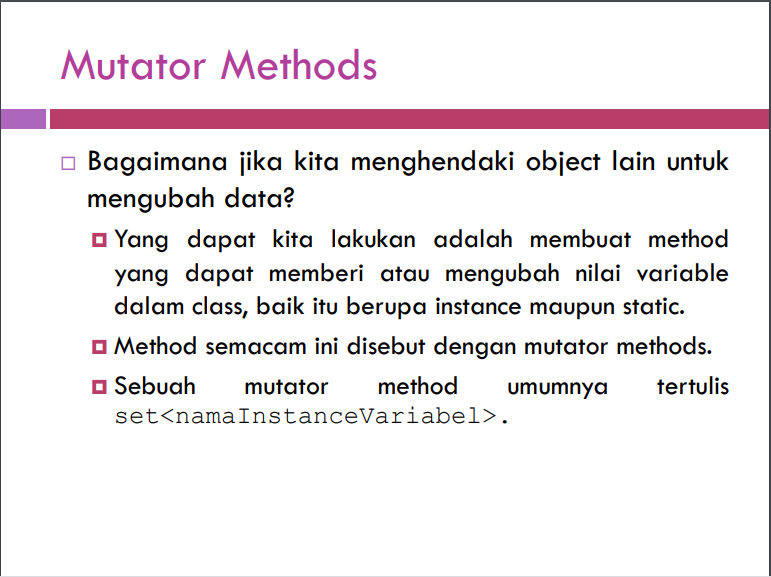 Mutator Methods
Bagaimana jika kita menghendaki object lain untuk
mengubah data?
Yang dapat kita lakukan adalah membuat method
yang dapat memberi atau mengubah nilai variable
dalam class, baik itu berupa instance maupun static.
Method semacam ini disebut dengan mutator methods.
Sebuah mutator method umumnya tertulis
set<namaInstanceVariabel>.